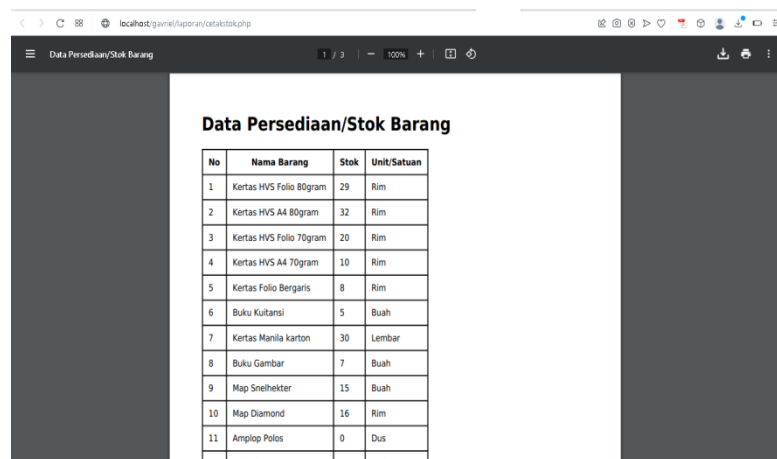 localhost/gavriel/laporan/cetakstok.php
Data Persediaan/Stok Barang 1 / 3 100%
Data Persediaan/Stok Barang
No Nama Barang Stok Unit/Satuan
1 Kertas HVS Folio 80gram 29 Rim
2 Kertas HVS A4 80gram 32 Rim
3 Kertas HVS Folio 70gram 20 Rim
4 Kertas HVS A4 70gram 10 Rim
5 Kertas Folio Bergaris 8 Rim
6 Buku Kuitansi 5 Buah
7 Kertas Manila karton 30 Lembar
8 Buku Gambar 7 Buah
9 Map Snelhekter 15 Buah
10 Map Diamond 16 Rim
11 Amplop Polos 0 Dus